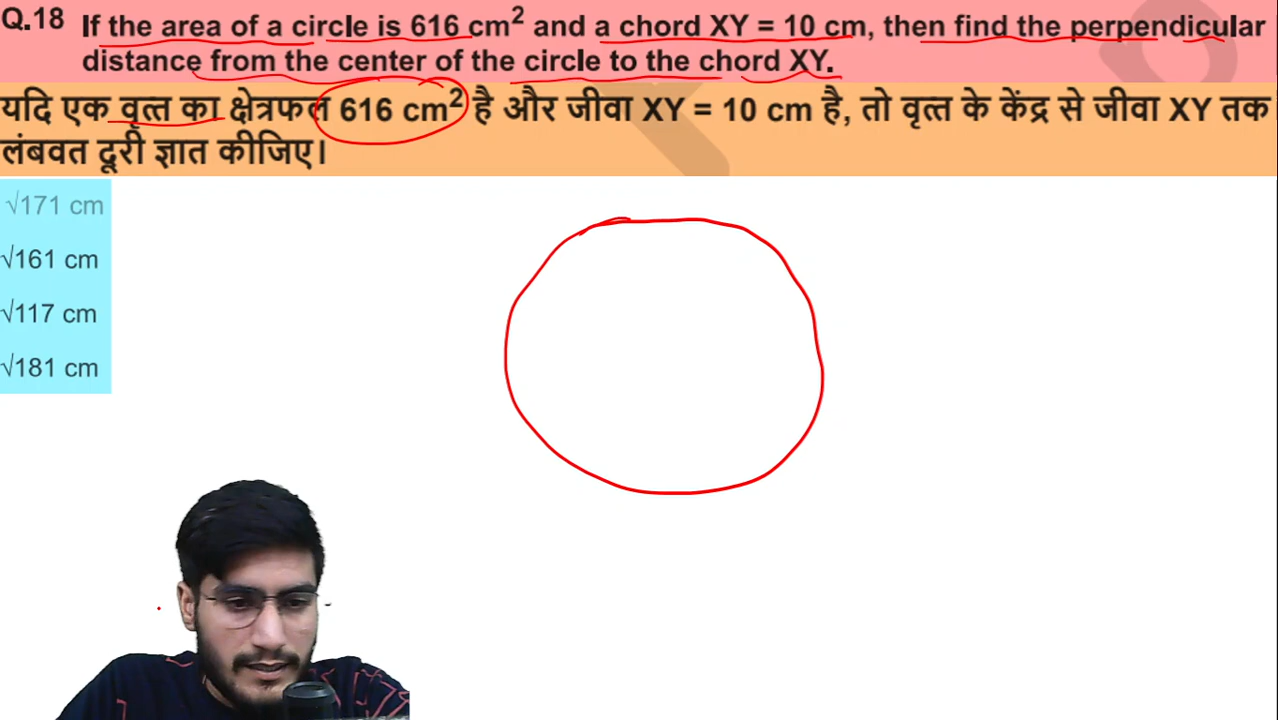 Q.18 If the area of a circle is 616 cm² and a chord XY = 10 cm, then find the perpendicular
distance from the center of the circle to the chord XY.
यदि एक वृत्त का क्षेत्रफल 616 cm² है और जीवा XY = 10 cm है, तो वृत्त के केंद्र से जीवा XY तक
लंबवत दूरी ज्ञात कीजिए।
√171 cm
√161 cm
√117 cm
√181 cm